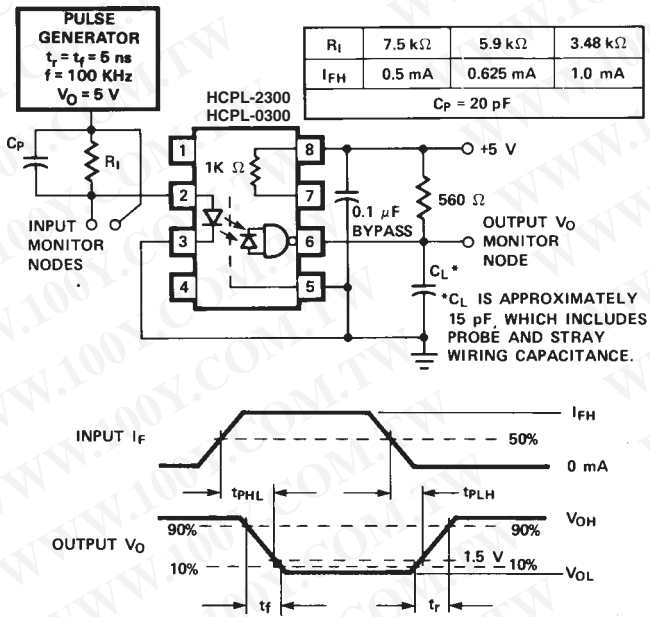 PULSE
GENERATOR
tr = tf = 5 ns
f = 100 KHz
VO = 5 V
RI 7.5 kΩ 5.9 kΩ 3.48 kΩ
IFH 0.5 mA 0.625 mA 1.0 mA
CP = 20 pF
HCPL-2300
HCPL-0300
CP
RI
1
2
3
4
8
7
6
5
1K Ω
+5 V
0.1 µF
BYPASS
560 Ω
INPUT
MONITOR
NODES
OUTPUT VO
MONITOR
NODE
CL*
*CL IS APPROXIMATELY
15 pF, WHICH INCLUDES
PROBE AND STRAY
WIRING CAPACITANCE.
INPUT IF
IFH
50%
0 mA
tPHL
tPLH
OUTPUT VO
90%
10%
90%
1.5 V
10%
VOH
VOL
tf
tr
WWW.100Y.COM.TW